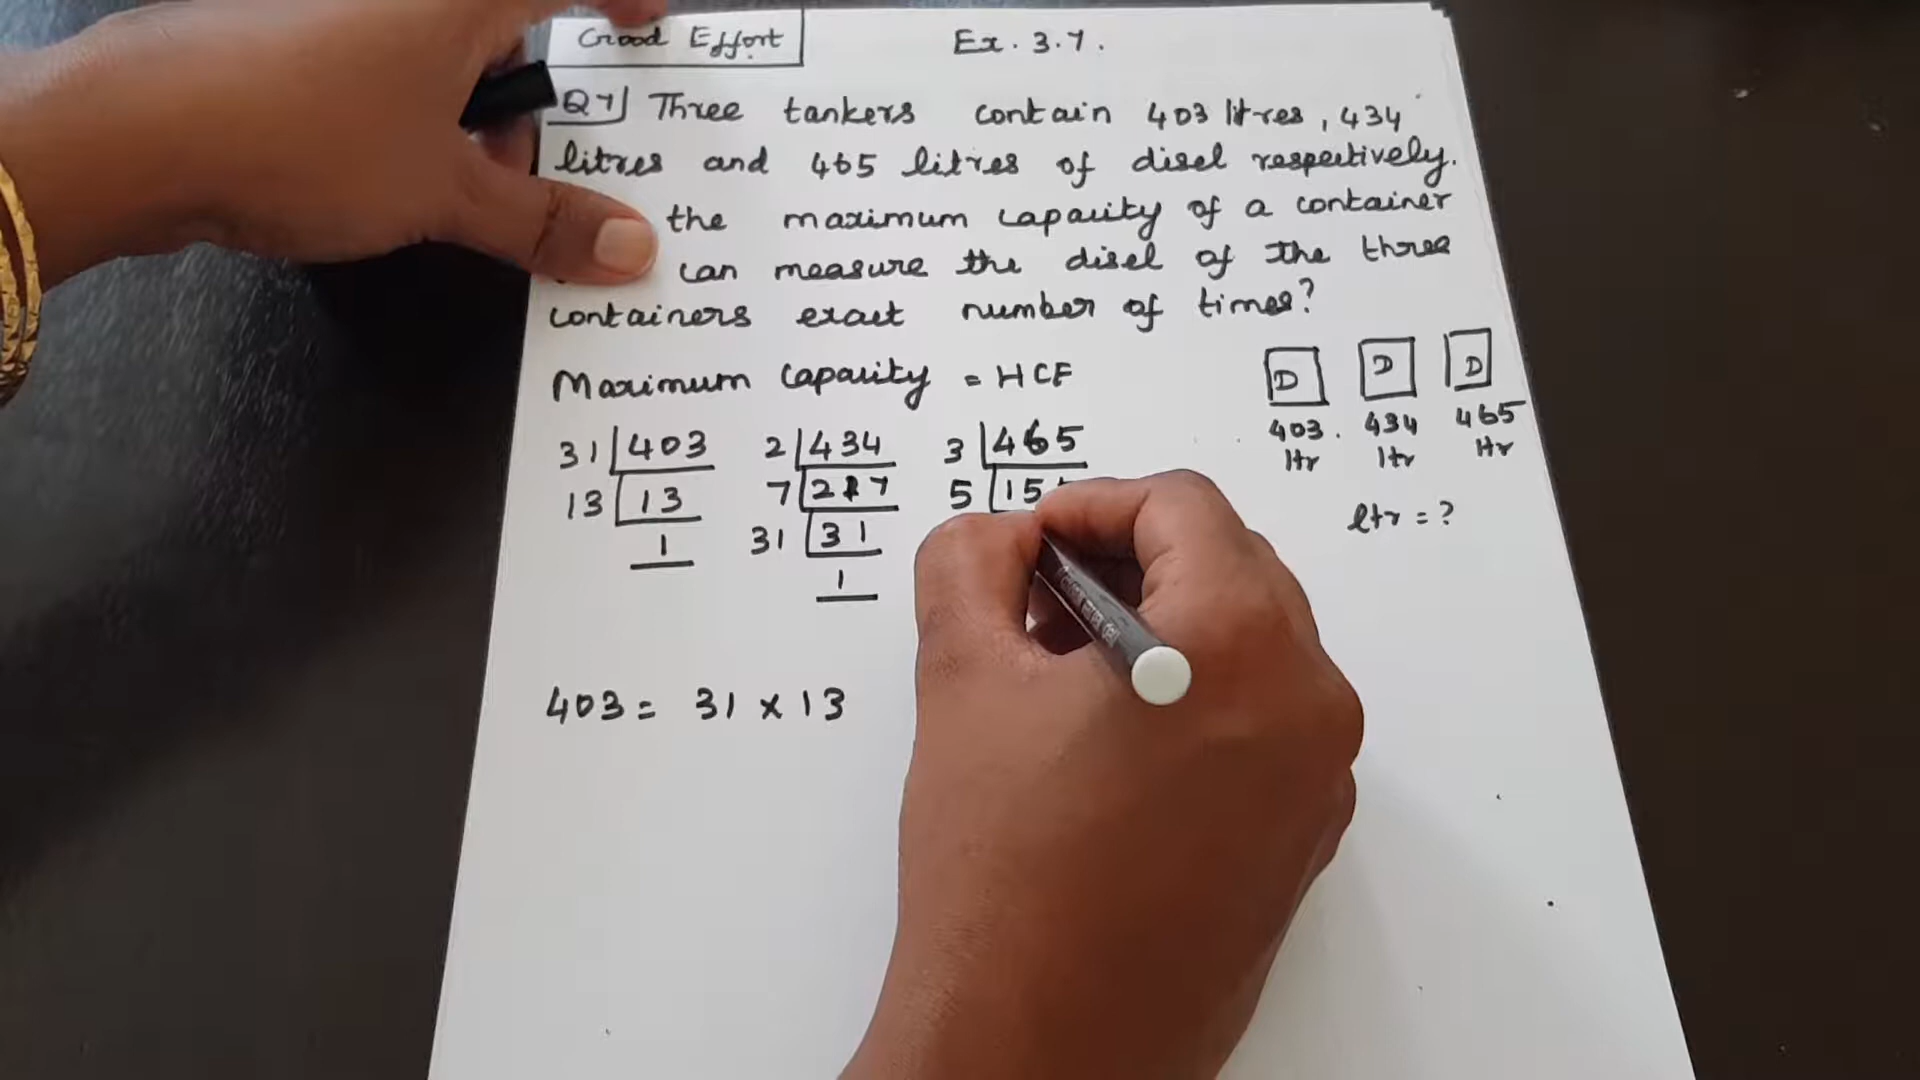 Good Effort
Ex. 3.7.
Q7 Three tankers contain 403 litres, 434
litres and 465 litres of disel respectively.
the maximum capacity of a container
can measure the disel of the three
containers exact number of times?
Maximum capacity = HCF
D D D
403. 434 465
ltr ltr ltr
31 403 2 434 3 465
13 13 7 217 5 15
1 31 31
1
ltr = ?
403 = 31 x 13